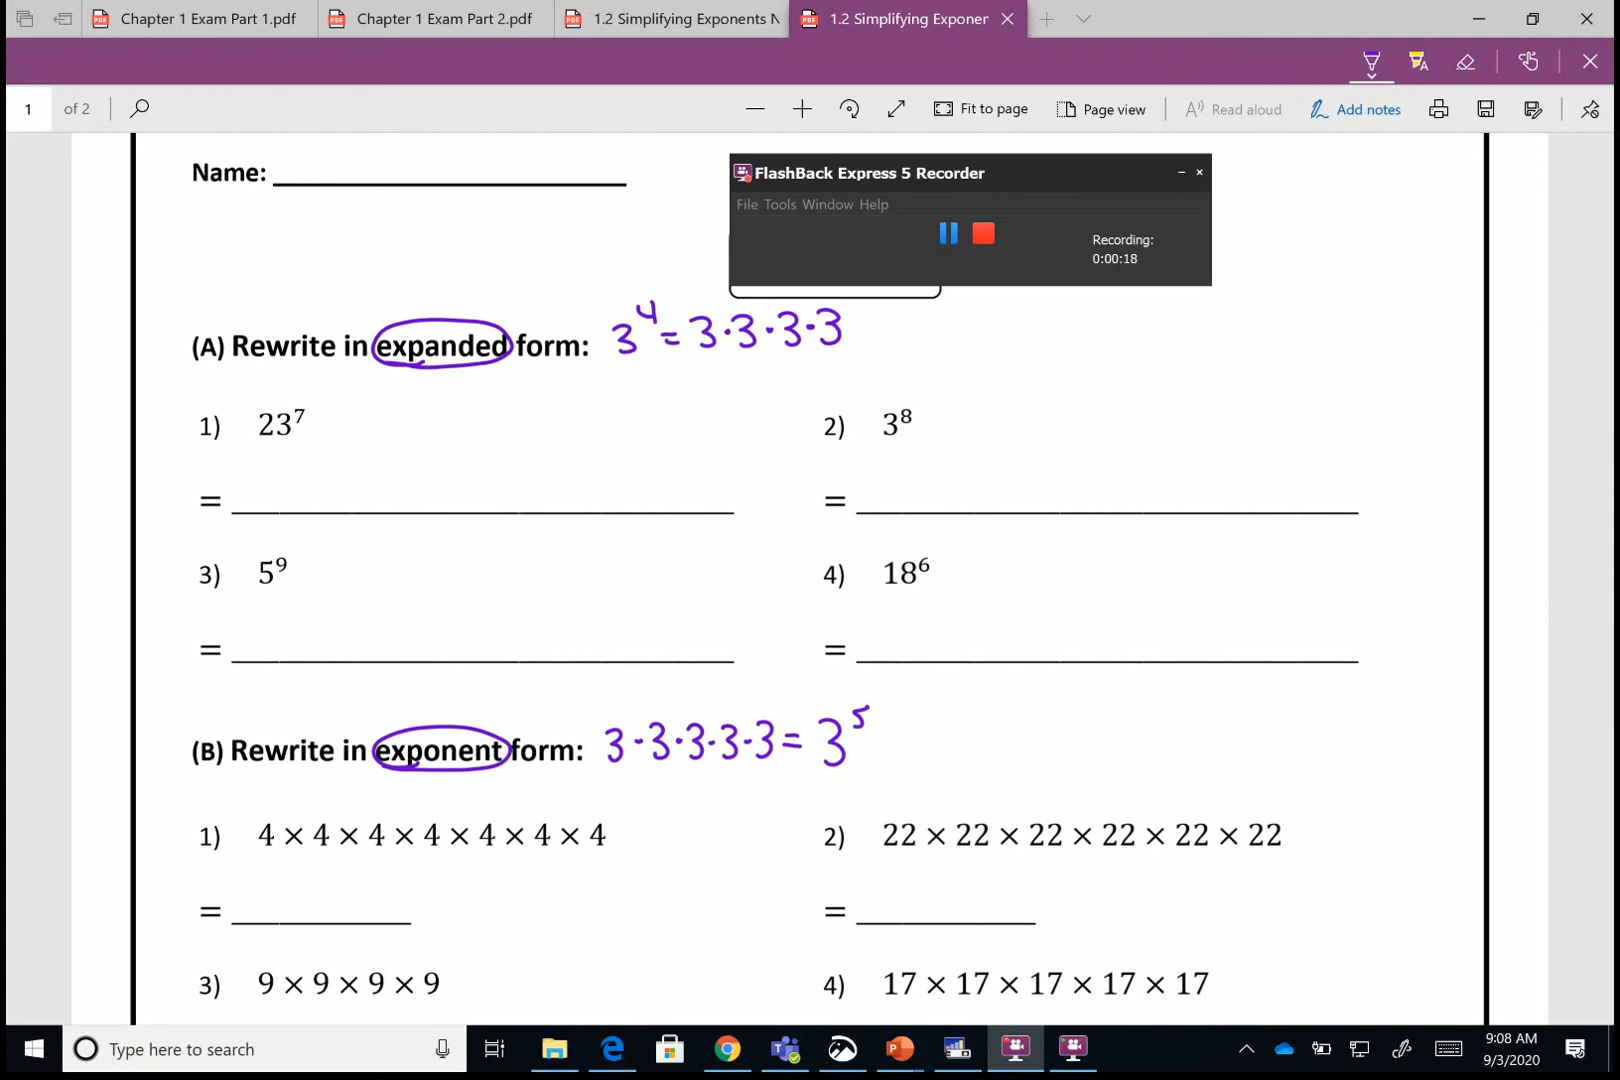 Chapter 1 Exam Part 1.pdf
Chapter 1 Exam Part 2.pdf
1.2 Simplifying Exponents N
1.2 Simplifying Exponer
1 of 2
Fit to page
Page view
Read aloud
Add notes
Name: ____________________
FlashBack Express 5 Recorder
File Tools Window Help
Recording:
0:00:18
(A) Rewrite in expanded form: 3⁴ = 3·3·3·3
1) 23⁷
2) 3⁸
= ____________________
= ____________________
3) 5⁹
4) 18⁶
= ____________________
= ____________________
(B) Rewrite in exponent form: 3·3·3·3·3 = 3⁵
1) 4 × 4 × 4 × 4 × 4 × 4 × 4
2) 22 × 22 × 22 × 22 × 22 × 22
= __________
= __________
3) 9 × 9 × 9 × 9
4) 17 × 17 × 17 × 17 × 17
Type here to search
9:08 AM
9/3/2020